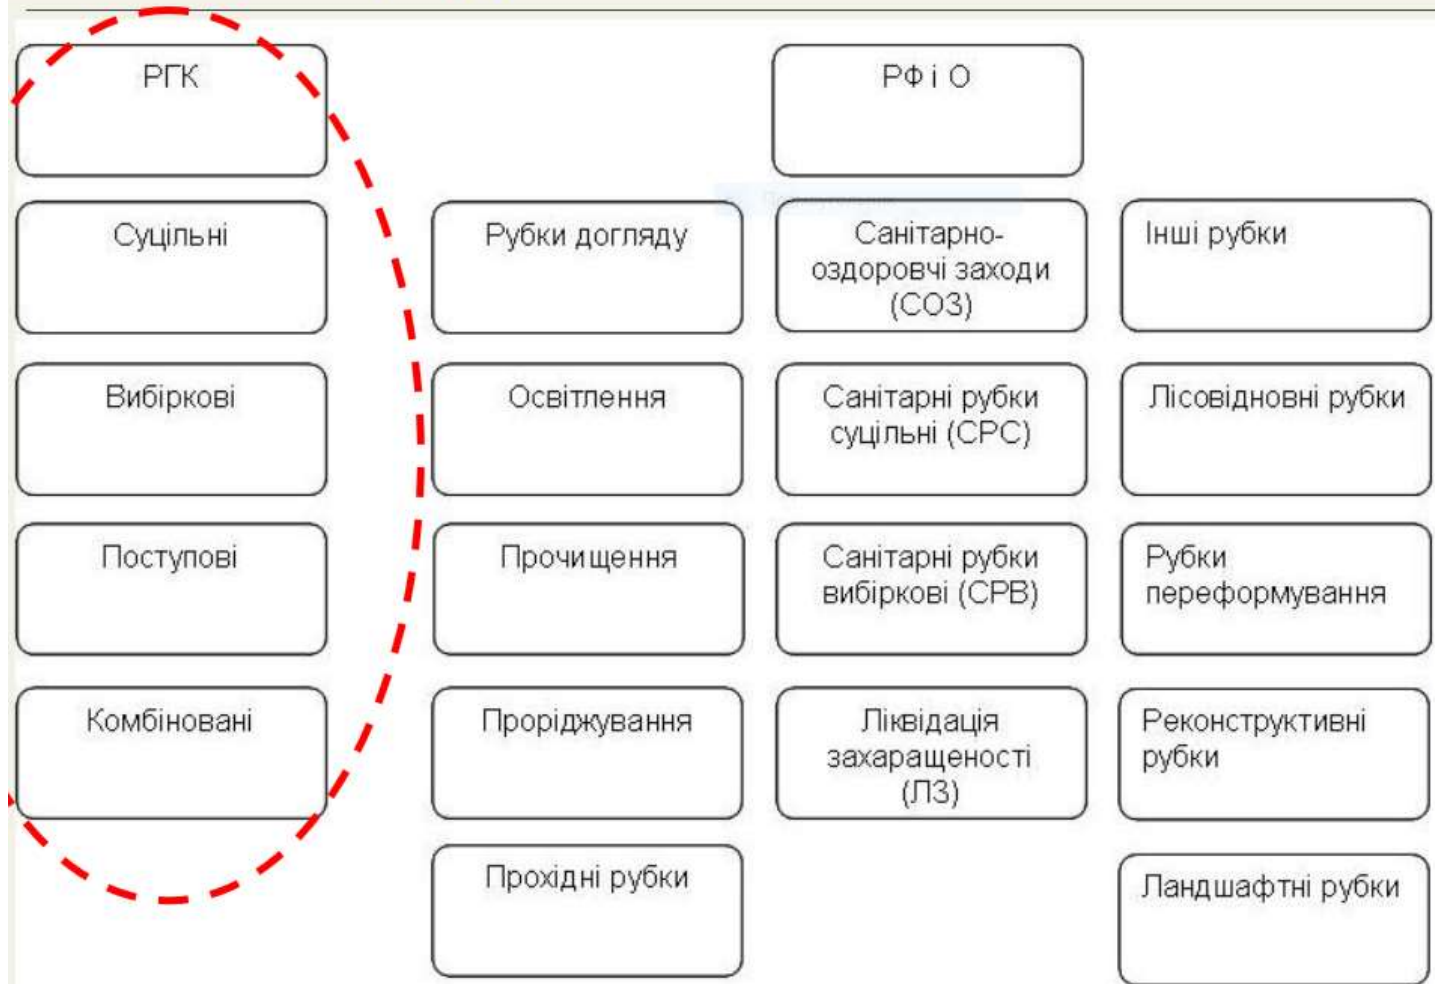 РГК
РФ і О
Суцільні
Рубки догляду
Санітарно-
оздоровчі заходи
(СОЗ)
Інші рубки
Вибіркові
Освітлення
Санітарні рубки
суцільні (СРС)
Лісовідновні рубки
Поступові
Прочищення
Санітарні рубки
вибіркові (СРВ)
Рубки
переформування
Комбіновані
Проріджування
Ліквідація
захаращеності
(ЛЗ)
Реконструктивні
рубки
Прохідні рубки
Ландшафтні рубки